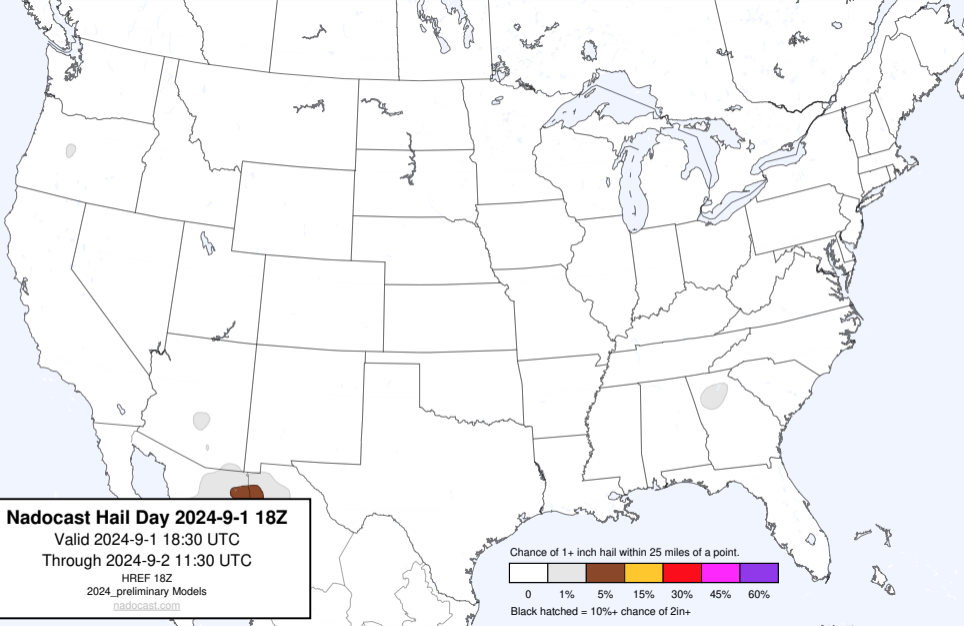 Nadocast Hail Day 2024-9-1 18Z
Valid 2024-9-1 18:30 UTC
Through 2024-9-2 11:30 UTC
HREF 18Z
2024_preliminary Models
nadocast.com
Chance of 1+ inch hail within 25 miles of a point.
0 1% 5% 15% 30% 45% 60%
Black hatched = 10%+ chance of 2in+